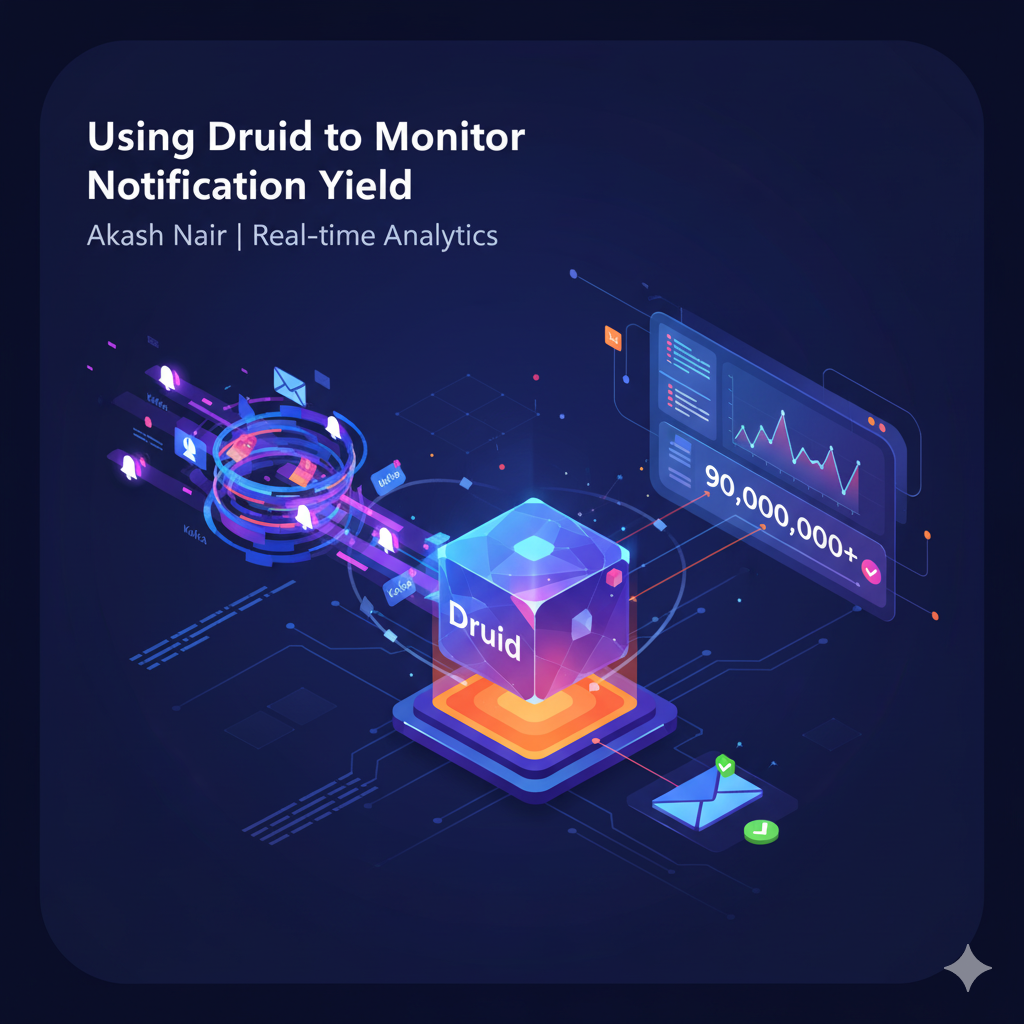 Using Druid to Monitor
Notification Yield
Akash Nair | Real-time Analytics
90,000,000+
Druid